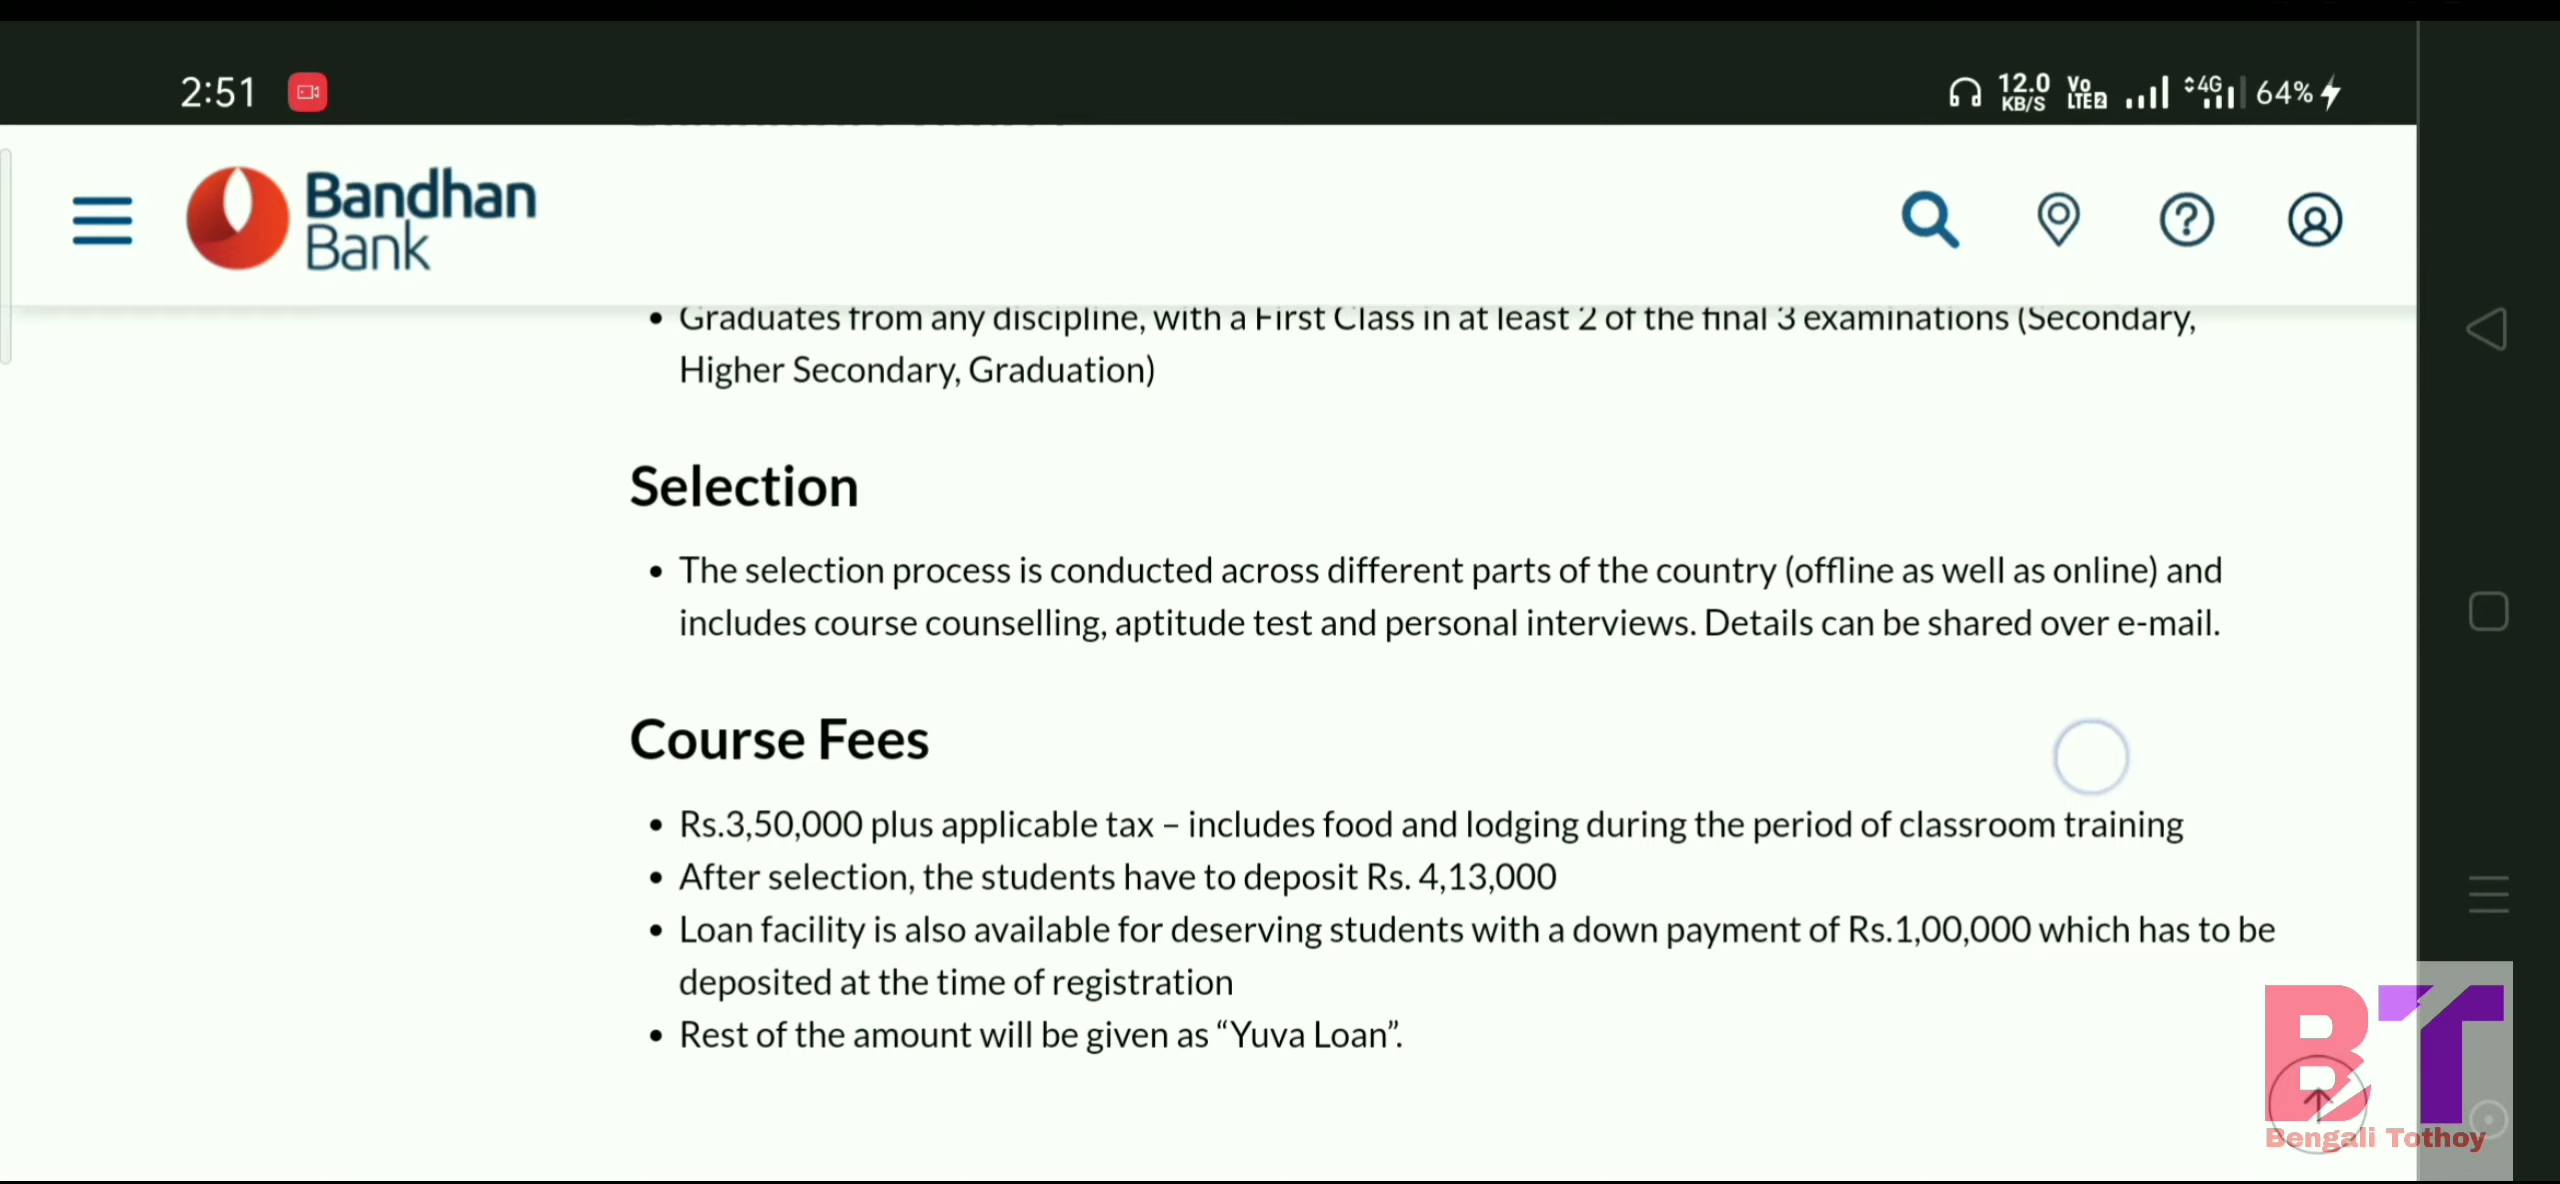 2:51
12.0
KB/S
Vo
LTE 2
4G
64%
Bandhan
Bank
• Graduates from any discipline, with a First Class in at least 2 of the final 3 examinations (Secondary,
Higher Secondary, Graduation)
Selection
• The selection process is conducted across different parts of the country (offline as well as online) and
includes course counselling, aptitude test and personal interviews. Details can be shared over e-mail.
Course Fees
• Rs.3,50,000 plus applicable tax – includes food and lodging during the period of classroom training
• After selection, the students have to deposit Rs. 4,13,000
• Loan facility is also available for deserving students with a down payment of Rs.1,00,000 which has to be
deposited at the time of registration
• Rest of the amount will be given as “Yuva Loan”.
BT
Bengali Tothoy